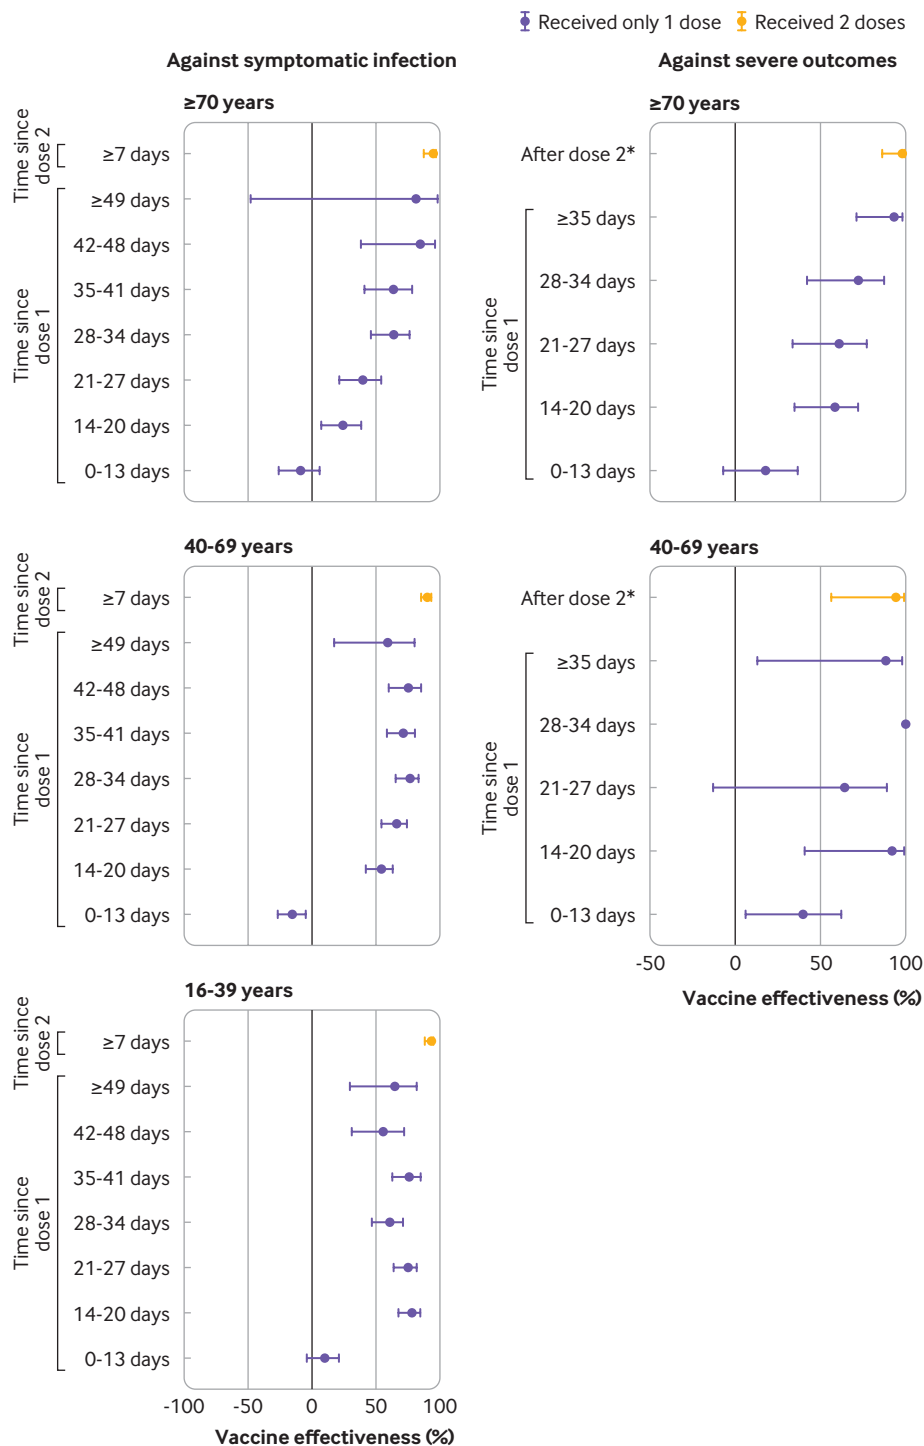 Received only 1 dose Received 2 doses
Against symptomatic infection
≥70 years
Time since
dose 2
≥7 days
Time since
dose 1
≥49 days
42-48 days
35-41 days
28-34 days
21-27 days
14-20 days
0-13 days
40-69 years
Time since
dose 2
≥7 days
Time since
dose 1
≥49 days
42-48 days
35-41 days
28-34 days
21-27 days
14-20 days
0-13 days
16-39 years
Time since
dose 2
≥7 days
Time since
dose 1
≥49 days
42-48 days
35-41 days
28-34 days
21-27 days
14-20 days
0-13 days
-100 -50 0 50 100
Vaccine effectiveness (%)
Against severe outcomes
≥70 years
After dose 2*
Time since
dose 1
≥35 days
28-34 days
21-27 days
14-20 days
0-13 days
40-69 years
After dose 2*
Time since
dose 1
≥35 days
28-34 days
21-27 days
14-20 days
0-13 days
-50 0 50 100
Vaccine effectiveness (%)